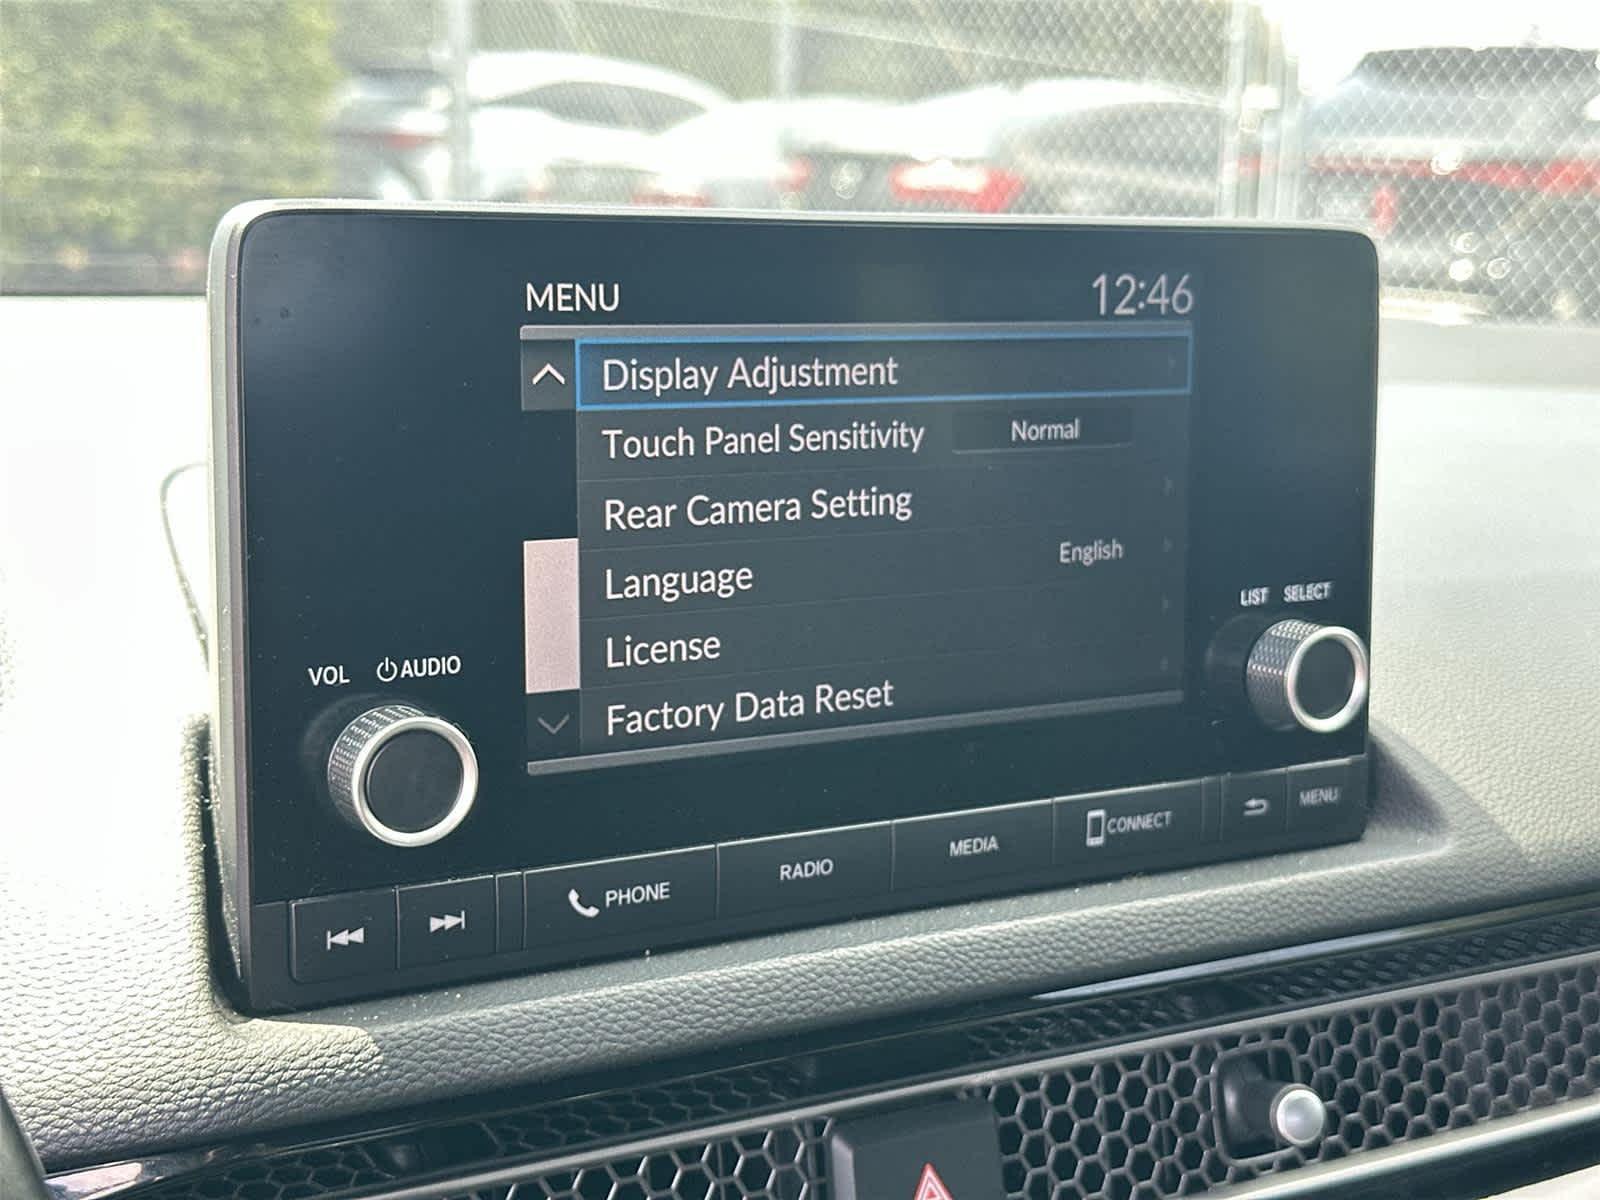 MENU 12:46
Display Adjustment
Touch Panel Sensitivity Normal
Rear Camera Setting
Language English
License
Factory Data Reset
VOL AUDIO
LIST SELECT
PHONE RADIO MEDIA CONNECT MENU